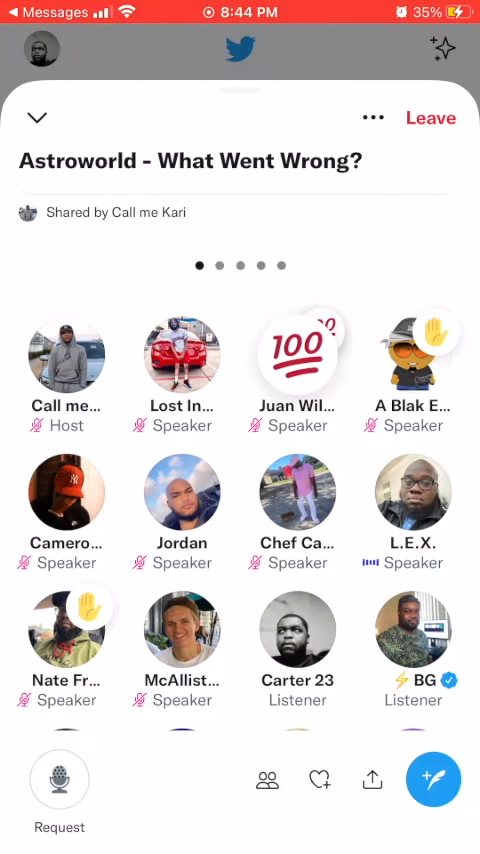 Messages 8:44 PM 35%
Leave
Astroworld - What Went Wrong?
Shared by Call me Kari
100
Call me... Lost In... Juan Wil... A Blak E...
Host Speaker Speaker Speaker
Camero... Jordan Chef Ca... L.E.X.
Speaker Speaker Speaker Speaker
Nate Fr... McAllist... Carter 23 ⚡BG
Speaker Speaker Listener Listener
Request